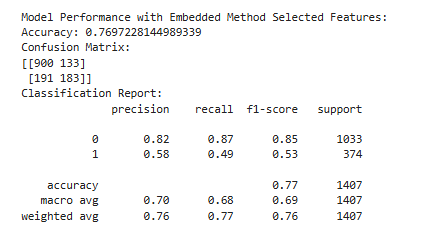 Model Performance with Embedded Method Selected Features:
Accuracy: 0.7697228144989339
Confusion Matrix:
[[900 133]
 [191 183]]
Classification Report:
              precision    recall  f1-score   support

           0       0.82      0.87      0.85      1033
           1       0.58      0.49      0.53       374

    accuracy                           0.77      1407
   macro avg       0.70      0.68      0.69      1407
weighted avg       0.76      0.77      0.76      1407